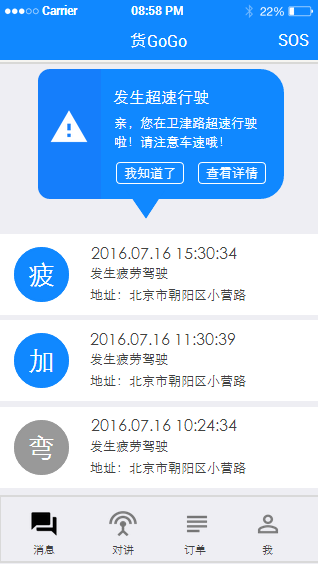 Carrier 08:58 PM 22%
货GoGo SOS
发生超速行驶
亲，您在卫津路超速行驶
啦！请注意车速哦！
我知道了 查看详情
疲
2016.07.16 15:30:34
发生疲劳驾驶
地址：北京市朝阳区小营路
加
2016.07.16 11:30:39
发生疲劳驾驶
地址：北京市朝阳区小营路
弯
2016.07.16 10:24:34
发生疲劳驾驶
地址：北京市朝阳区小营路
消息 对讲 订单 我